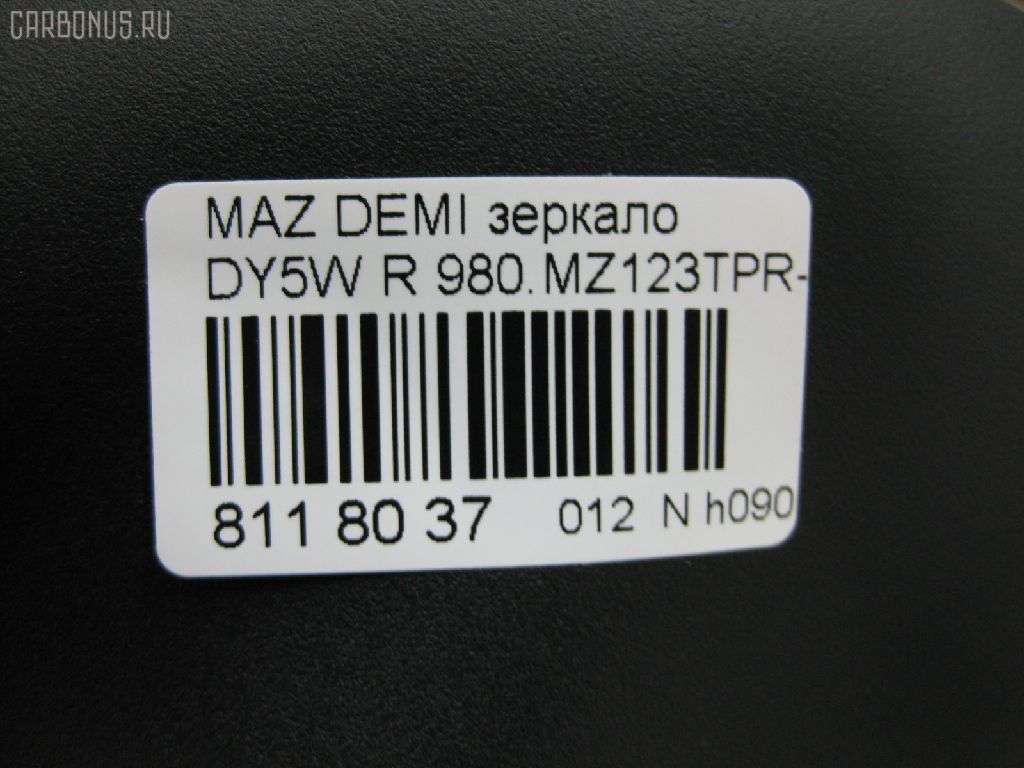 CARBONUS.RU
MAZ DEMI зеркало
DY5W R 980. MZ123TPR-
811 80 37 012 N h090